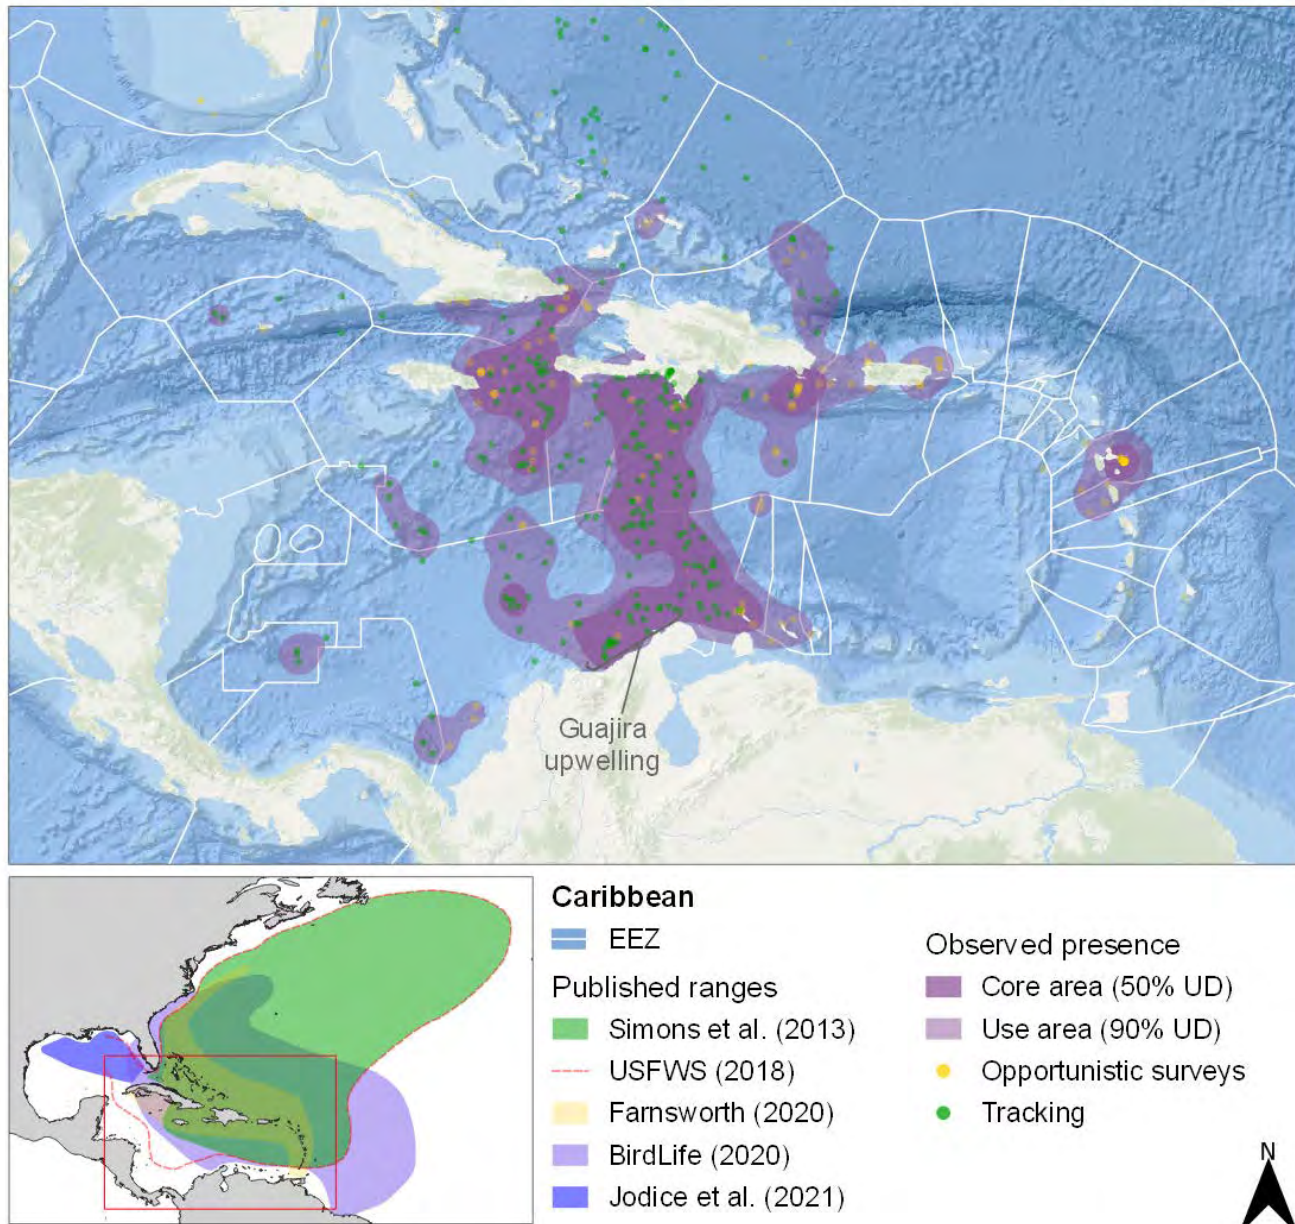 Guajira
upwelling
Caribbean
EEZ
Published ranges
Simons et al. (2013)
USFWS (2018)
Farnsworth (2020)
BirdLife (2020)
Jodice et al. (2021)
Observed presence
Core area (50% UD)
Use area (90% UD)
Opportunistic surveys
Tracking
N